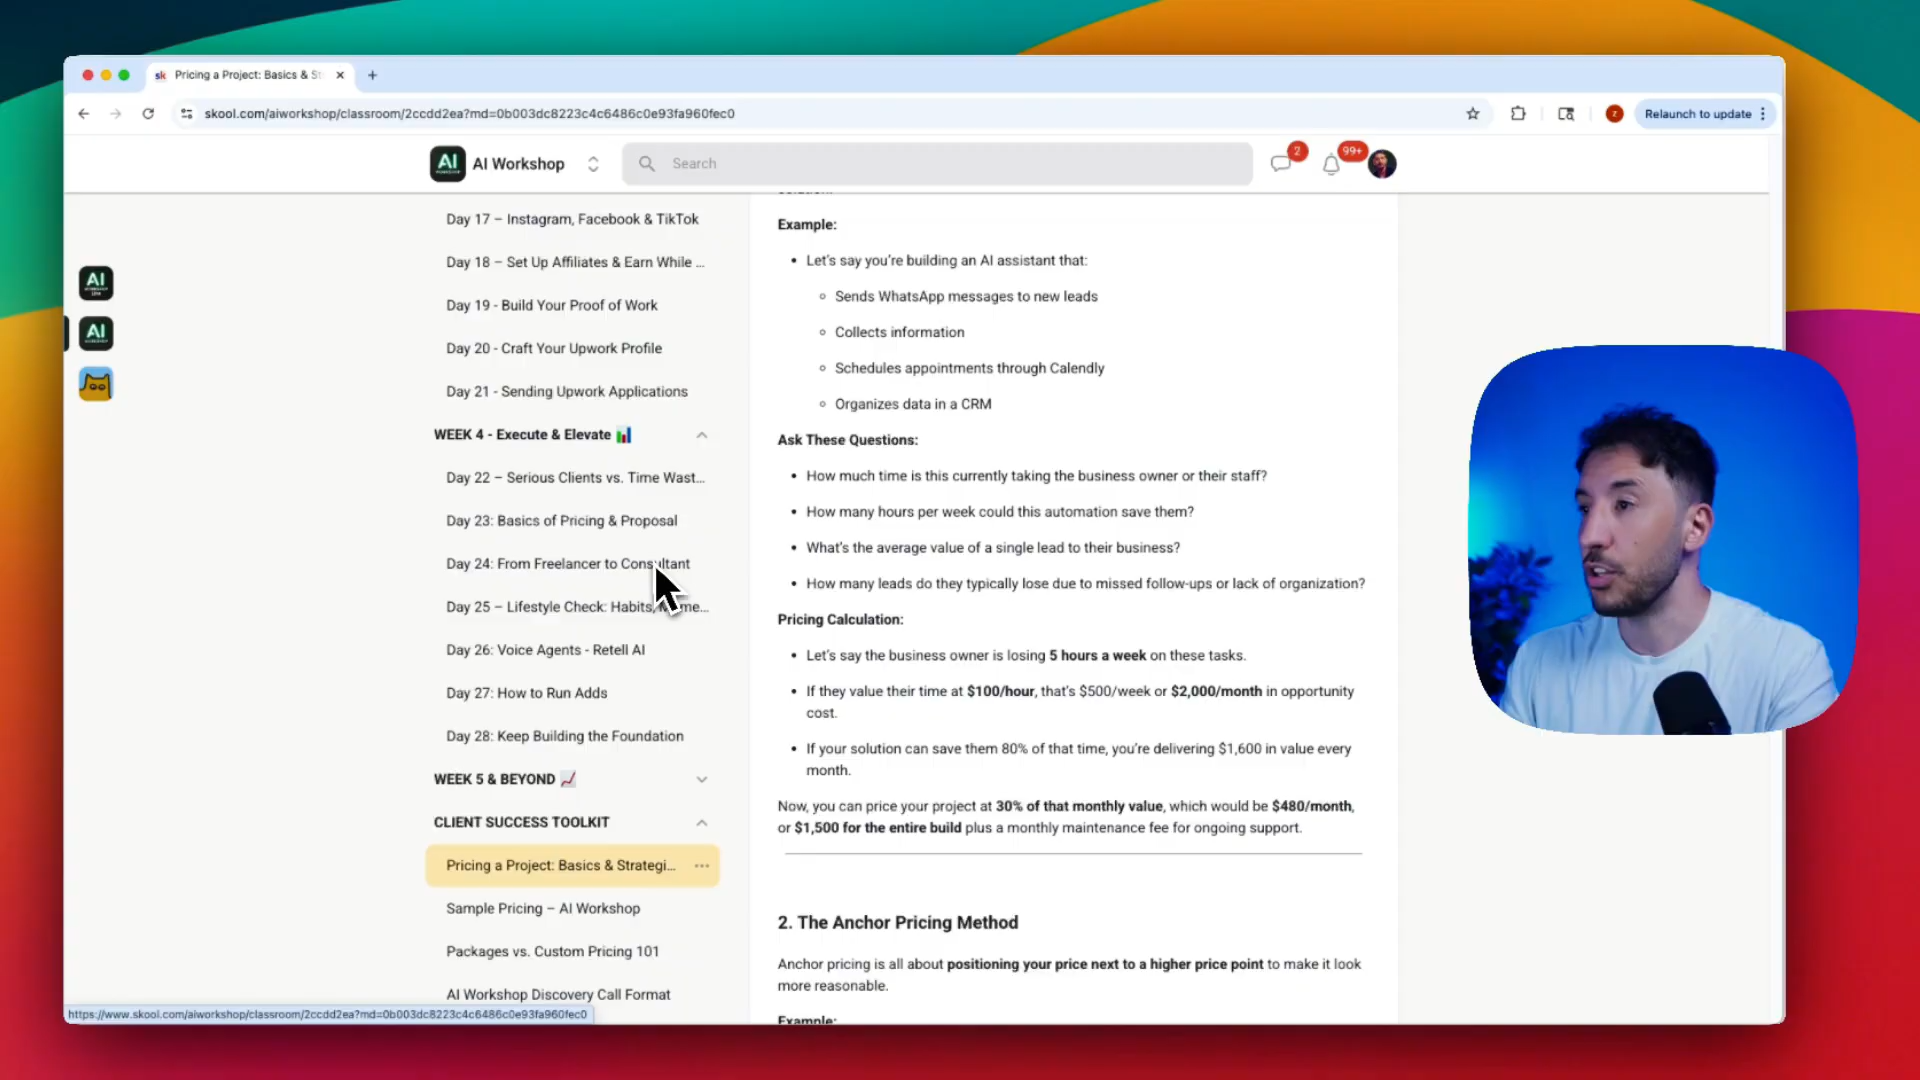 sk Pricing a Project: Basics & St
skool.com/aiworkshop/classroom/2ccdd2ea?md=0b003dc8223c4c6486c0e93fa960fec0
z
Relaunch to update
AI
AI Workshop
Search
2
99+
AI
AI
Day 17 – Instagram, Facebook & TikTok
Day 18 – Set Up Affiliates & Earn While ...
Day 19 - Build Your Proof of Work
Day 20 - Craft Your Upwork Profile
Day 21 - Sending Upwork Applications
WEEK 4 - Execute & Elevate 📊
Day 22 – Serious Clients vs. Time Wast...
Day 23: Basics of Pricing & Proposal
Day 24: From Freelancer to Consultant
Day 25 – Lifestyle Check: Habits,
Day 26: Voice Agents - Retell AI
Day 27: How to Run Adds
Day 28: Keep Building the Foundation
WEEK 5 & BEYOND 📈
CLIENT SUCCESS TOOLKIT
Pricing a Project: Basics & Strategi...
Sample Pricing – AI Workshop
Packages vs. Custom Pricing 101
AI Workshop Discovery Call Format
https://www.skool.com/aiworkshop/classroom/2ccdd2ea?md=0b003dc8223c4c6486c0e93fa960fec0
Example:
• Let's say you're building an AI assistant that:
◦ Sends WhatsApp messages to new leads
◦ Collects information
◦ Schedules appointments through Calendly
◦ Organizes data in a CRM
Ask These Questions:
• How much time is this currently taking the business owner or their staff?
• How many hours per week could this automation save them?
• What's the average value of a single lead to their business?
• How many leads do they typically lose due to missed follow-ups or lack of organization?
Pricing Calculation:
• Let's say the business owner is losing 5 hours a week on these tasks.
• If they value their time at $100/hour, that's $500/week or $2,000/month in opportunity
cost.
• If your solution can save them 80% of that time, you're delivering $1,600 in value every
month.
Now, you can price your project at 30% of that monthly value, which would be $480/month,
or $1,500 for the entire build plus a monthly maintenance fee for ongoing support.
2. The Anchor Pricing Method
Anchor pricing is all about positioning your price next to a higher price point to make it look
more reasonable.
Example: